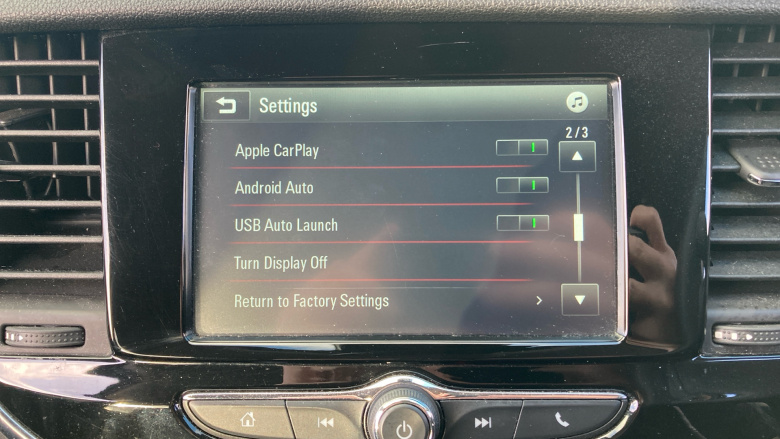 Settings
2/3
Apple CarPlay
Android Auto
USB Auto Launch
Turn Display Off
Return to Factory Settings